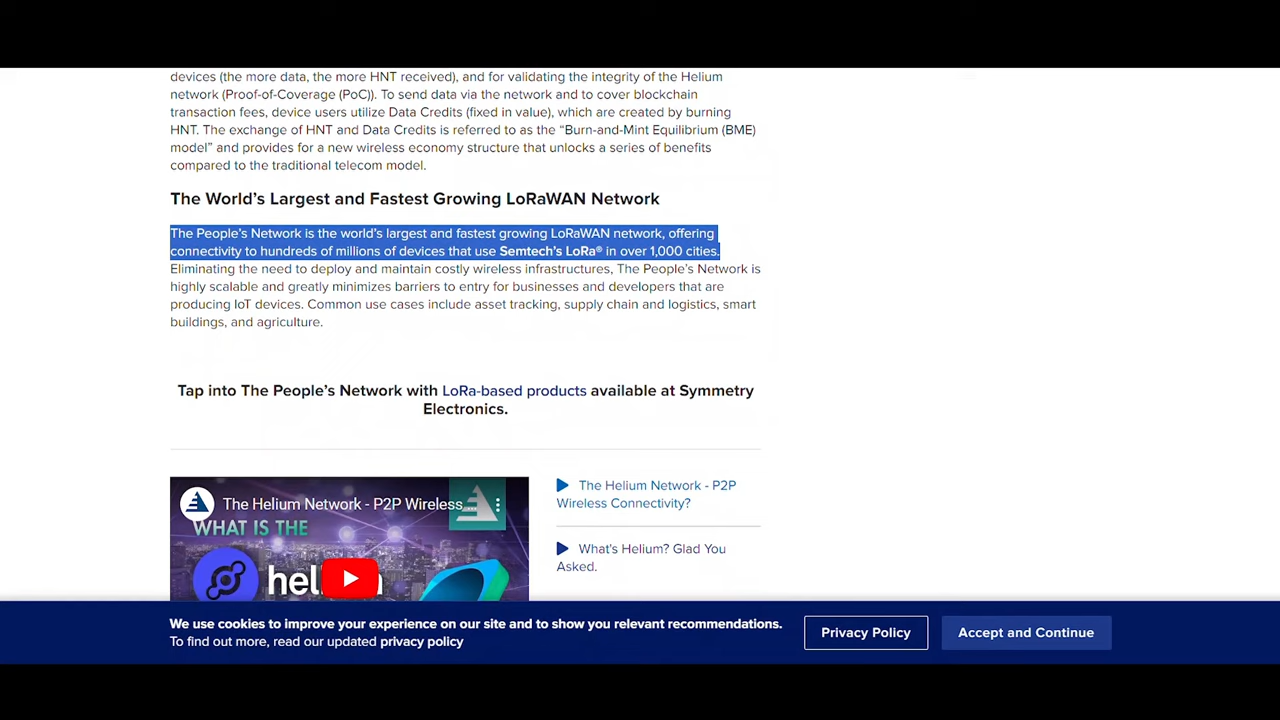 devices (the more data, the more HNT received), and for validating the integrity of the Helium
network (Proof-of-Coverage (PoC)). To send data via the network and to cover blockchain
transaction fees, device users utilize Data Credits (fixed in value), which are created by burning
HNT. The exchange of HNT and Data Credits is referred to as the “Burn-and-Mint Equilibrium (BME)
model” and provides for a new wireless economy structure that unlocks a series of benefits
compared to the traditional telecom model.
The World’s Largest and Fastest Growing LoRaWAN Network
The People’s Network is the world’s largest and fastest growing LoRaWAN network, offering
connectivity to hundreds of millions of devices that use Semtech’s LoRa® in over 1,000 cities.
Eliminating the need to deploy and maintain costly wireless infrastructures, The People’s Network is
highly scalable and greatly minimizes barriers to entry for businesses and developers that are
producing IoT devices. Common use cases include asset tracking, supply chain and logistics, smart
buildings, and agriculture.
Tap into The People’s Network with LoRa-based products available at Symmetry
Electronics.
The Helium Network - P2P Wireless
WHAT IS THE
The Helium Network - P2P
Wireless Connectivity?
What's Helium? Glad You
Asked.
We use cookies to improve your experience on our site and to show you relevant recommendations.
To find out more, read our updated privacy policy
Privacy Policy
Accept and Continue